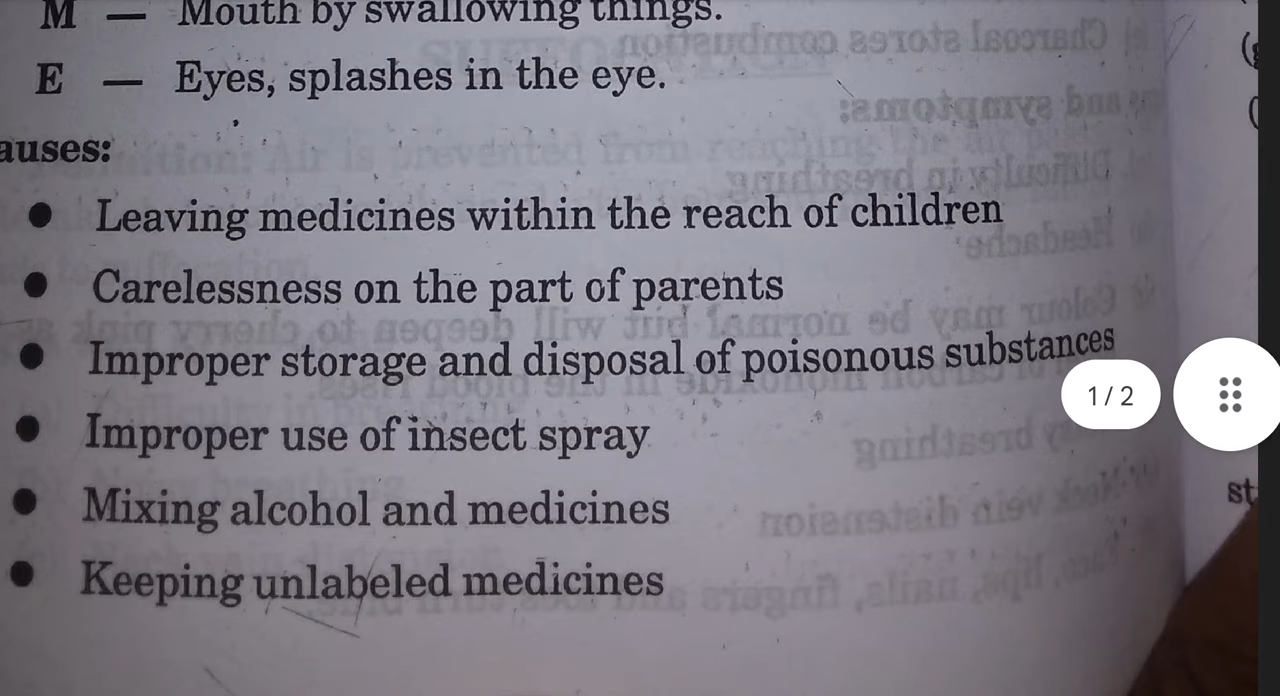 M — Mouth by swallowing things.
E — Eyes, splashes in the eye.
auses:
• Leaving medicines within the reach of children
• Carelessness on the part of parents
• Improper storage and disposal of poisonous substances
• Improper use of insect spray
• Mixing alcohol and medicines
• Keeping unlabeled medicines
1 / 2
st